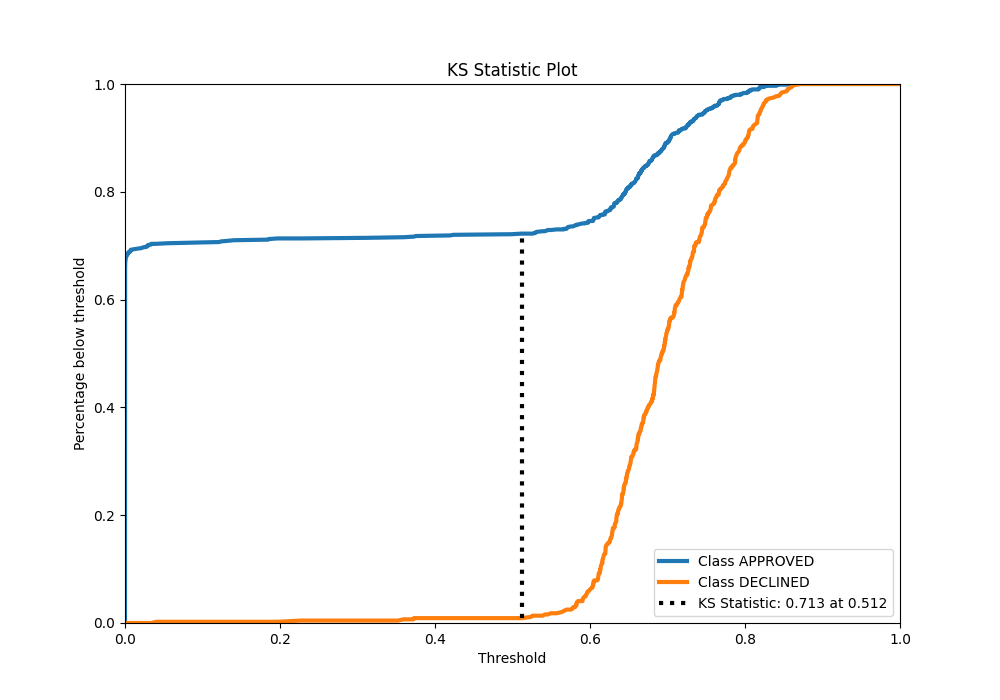 KS Statistic Plot
1.0
0.8
0.6
0.4
0.2
0.0
Percentage below threshold
0.0 0.2 0.4 0.6 0.8 1.0
Threshold
Class APPROVED
Class DECLINED
KS Statistic: 0.713 at 0.512